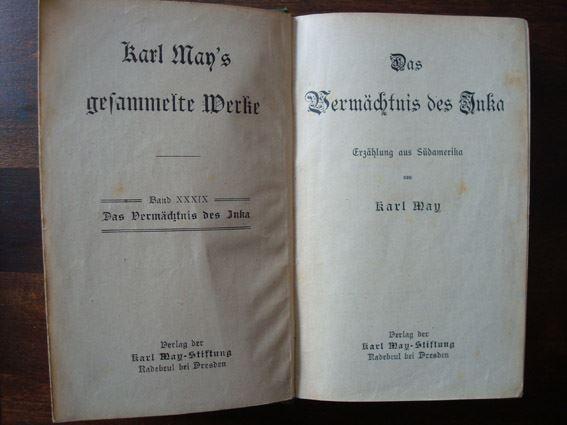 Karl May's
gesammelte Werke
Band XXXIX
Das Vermächtnis des Inka
Verlag der
Karl May-Stiftung
Radebeul bei Dresden
Das
Vermächtnis des Inka
Erzählung aus Südamerika
von
Karl May
Verlag der
Karl May-Stiftung
Radebeul bei Dresden